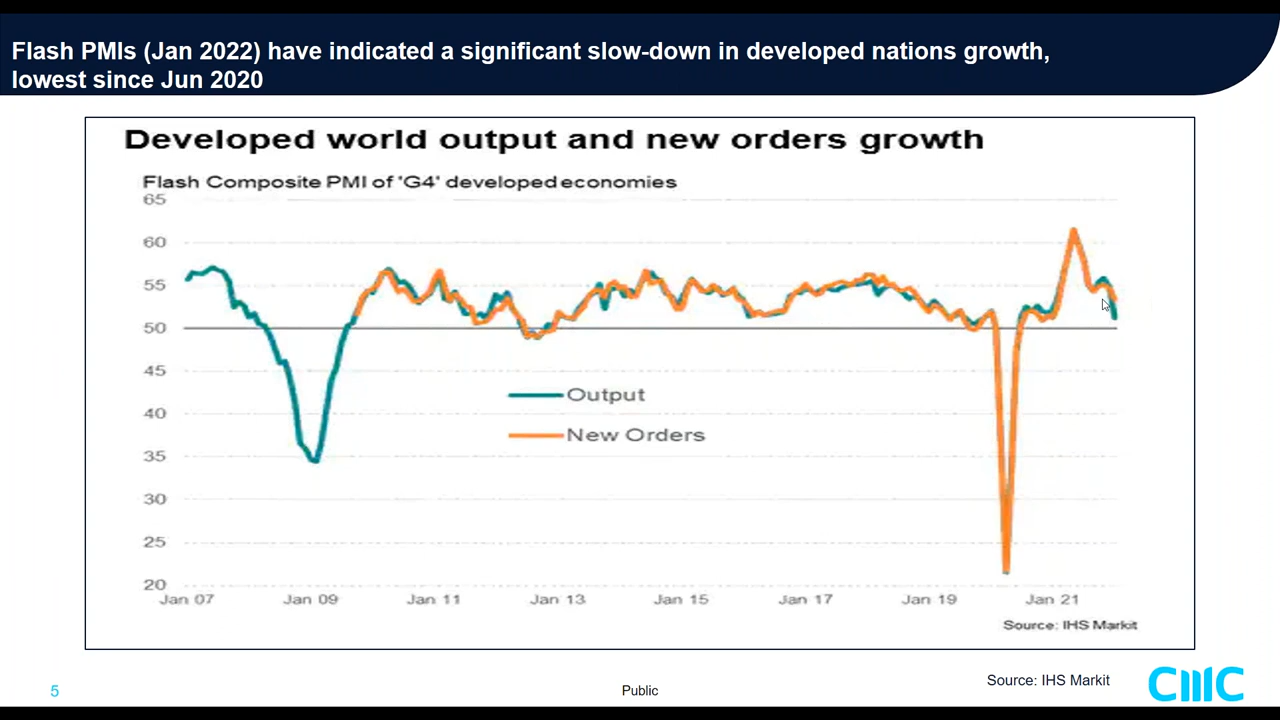 Flash PMIs (Jan 2022) have indicated a significant slow-down in developed nations growth,
lowest since Jun 2020
Developed world output and new orders growth
Flash Composite PMI of 'G4' developed economies
65
60
55
50
45
40
35
30
25
20
Output
New Orders
Jan 07 Jan 09 Jan 11 Jan 13 Jan 15 Jan 17 Jan 19 Jan 21
Source: IHS Markit
Source: IHS Markit
5
Public
CMC